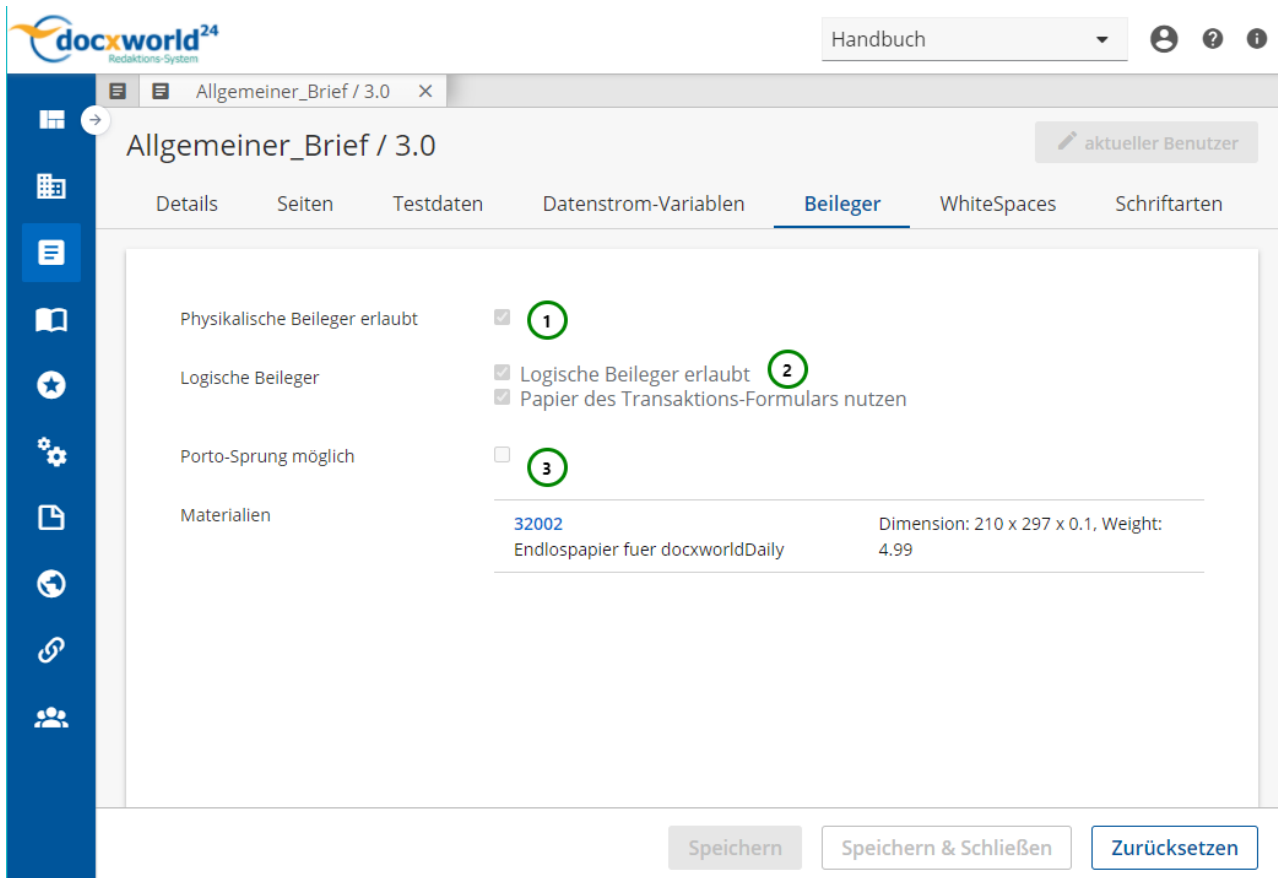 docxworld24
Redaktions-System
Handbuch
Allgemeiner_Brief / 3.0
Allgemeiner_Brief / 3.0
aktueller Benutzer
Details Seiten Testdaten Datenstrom-Variablen Beileger WhiteSpaces Schriftarten
Physikalische Beileger erlaubt 1
Logische Beileger Logische Beileger erlaubt 2
Papier des Transaktions-Formulars nutzen
Porto-Sprung möglich 3
Materialien
32002 Dimension: 210 x 297 x 0.1, Weight:
Endlospapier fuer docxworldDaily 4.99
Speichern Speichern & Schließen Zurücksetzen